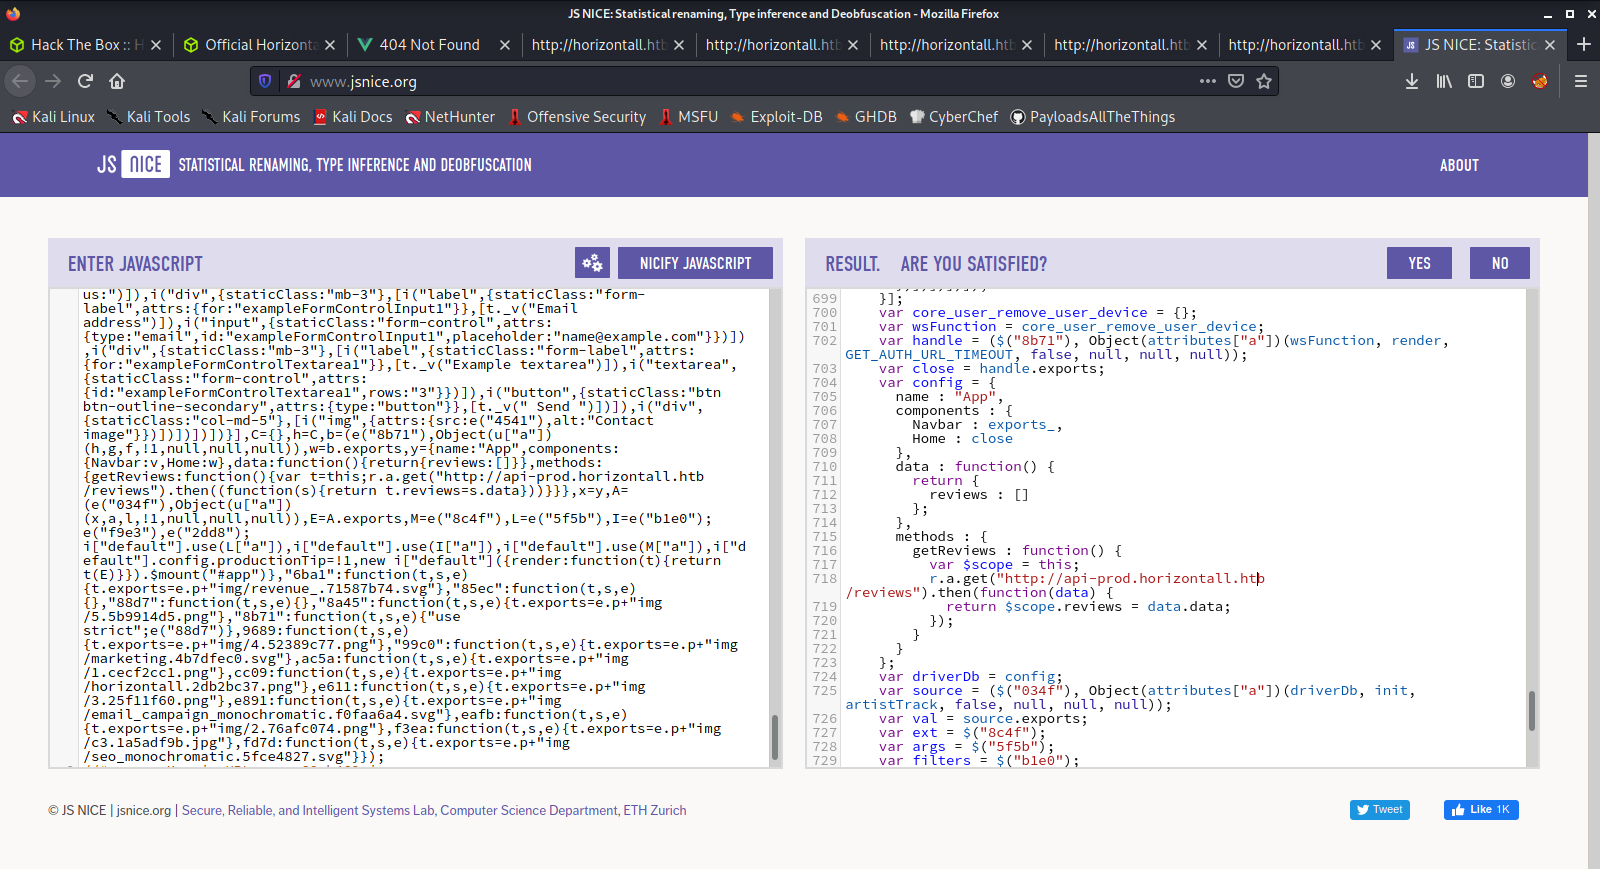 JS NICE: Statistical renaming, Type inference and Deobfuscation - Mozilla Firefox
Hack The Box :: H
Official Horizonta
404 Not Found
http://horizontall.htb
http://horizontall.htb
http://horizontall.htb
http://horizontall.htb
http://horizontall.htb
JS NICE: Statistic
www.jsnice.org
Kali Linux
Kali Tools
Kali Forums
Kali Docs
NetHunter
Offensive Security
MSFU
Exploit-DB
GHDB
CyberChef
PayloadsAllTheThings
JS NICE STATISTICAL RENAMING, TYPE INFERENCE AND DEOBFUSCATION
ABOUT
ENTER JAVASCRIPT
NICIFY JAVASCRIPT
us:")]),i("div",{staticClass:"mb-3"},[i("label",{staticClass:"form-
label",attrs:{for:"exampleFormControlInput1"}},[t._v("Email
address")]),i("input",{staticClass:"form-control",attrs:
{type:"email",id:"exampleFormControlInput1",placeholder:"name@example.com"}})])
,i("div",{staticClass:"mb-3"},[i("label",{staticClass:"form-label",attrs:
{for:"exampleFormControlTextarea1"}},[t._v("Example textarea")]),i("textarea",
{staticClass:"form-control",attrs:
{id:"exampleFormControlTextarea1",rows:"3"}})]),i("button",{staticClass:"btn
btn-outline-secondary",attrs:{type:"button"}},[t._v(" Send ")])]),i("div",
{staticClass:"col-md-5"},[i("img",{attrs:{src:e("4541"),alt:"Contact
image"}})])])])])}],C={},h=C,b=(e("8b71"),Object(u["a"])
(h,g,f,!1,null,null,null)),w=b.exports,y={name:"App",components:
{Navbar:v,Home:w},data:function(){return{reviews:[]}},methods:
{getReviews:function(){var t=this;r.a.get("http://api-prod.horizontall.htb
/reviews").then((function(s){return t.reviews=s.data}))}}},x=y,A=
(e("034f"),Object(u["a"])
(x,a,l,!1,null,null,null)),E=A.exports,M=e("8c4f"),L=e("5f5b"),I=e("b1e0");
e("f9e3"),e("2dd8");
i["default"].use(L["a"]),i["default"].use(I["a"]),i["default"].use(M["a"]),i["d
efault"].config.productionTip=!1,new i["default"]({render:function(t){return
t(E)}}).$mount("#app")},"6ba1":function(t,s,e)
{t.exports=e.p+"img/revenue_.71587b74.svg"},"85ec":function(t,s,e)
{},"88d7":function(t,s,e){},"8a45":function(t,s,e){t.exports=e.p+"img
/5.5b9914d5.png"},"8b71":function(t,s,e){"use
strict";e("88d7")},9689:function(t,s,e)
{t.exports=e.p+"img/4.52389c77.png"},"99c0":function(t,s,e){t.exports=e.p+"img
/marketing.4b7dfec0.svg"},ac5a:function(t,s,e){t.exports=e.p+"img
/1.cecf2cc1.png"},cc09:function(t,s,e){t.exports=e.p+"img
/horizontall.2db2bc37.png"},e611:function(t,s,e){t.exports=e.p+"img
/3.25f11f60.png"},e891:function(t,s,e){t.exports=e.p+"img
/email_campaign_monochromatic.f0faa6a4.svg"},eafb:function(t,s,e)
{t.exports=e.p+"img/2.76afc074.png"},f3ea:function(t,s,e){t.exports=e.p+"img
/c3.1a5adf9b.jpg"},fd7d:function(t,s,e){t.exports=e.p+"img
/seo_monochromatic.5fce4827.svg"}});
RESULT. ARE YOU SATISFIED?
YES
NO
699 }];
700 var core_user_remove_user_device = {};
701 var wsFunction = core_user_remove_user_device;
702 var handle = ($("8b71"), Object(attributes["a"])(wsFunction, render,
GET_AUTH_URL_TIMEOUT, false, null, null, null));
703 var close = handle.exports;
704 var config = {
705 name : "App",
706 components : {
707 Navbar : exports_,
708 Home : close
709 },
710 data : function() {
711 return {
712 reviews : []
713 };
714 },
715 methods : {
716 getReviews : function() {
717 var $scope = this;
718 r.a.get("http://api-prod.horizontall.htb
/reviews").then(function(data) {
719 return $scope.reviews = data.data;
720 });
721 }
722 }
723 };
724 var driverDb = config;
725 var source = ($("034f"), Object(attributes["a"])(driverDb, init,
artistTrack, false, null, null, null));
726 var val = source.exports;
727 var ext = $("8c4f");
728 var args = $("5f5b");
729 var filters = $("b1e0");
© JS NICE | jsnice.org | Secure, Reliable, and Intelligent Systems Lab, Computer Science Department, ETH Zurich
Tweet
Like 1K